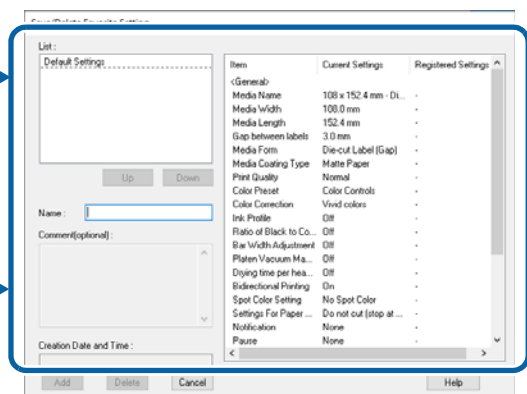 Save/Delete Favorite Setting
List :
Default Settings
Up Down
Name :
Comment(optional) :
Creation Date and Time :
Item Current Settings Registered Settings
<General>
Media Name 108 x 152.4 mm - Di... -
Media Width 108.0 mm -
Media Length 152.4 mm -
Gap between labels 3.0 mm -
Media Form Die-cut Label (Gap) -
Media Coating Type Matte Paper -
Print Quality Normal -
Color Preset Color Controls -
Color Correction Vivid colors -
Ink Profile Off -
Ratio of Black to Co... Off -
Bar Width Adjustment Off -
Platen Vacuum Ma... Off -
Drying time per hea... Off -
Bidirectional Printing On -
Spot Color Setting No Spot Color -
Settings For Paper ... Do not cut (stop at ... -
Notification None -
Pause None -
Add Delete Cancel Help